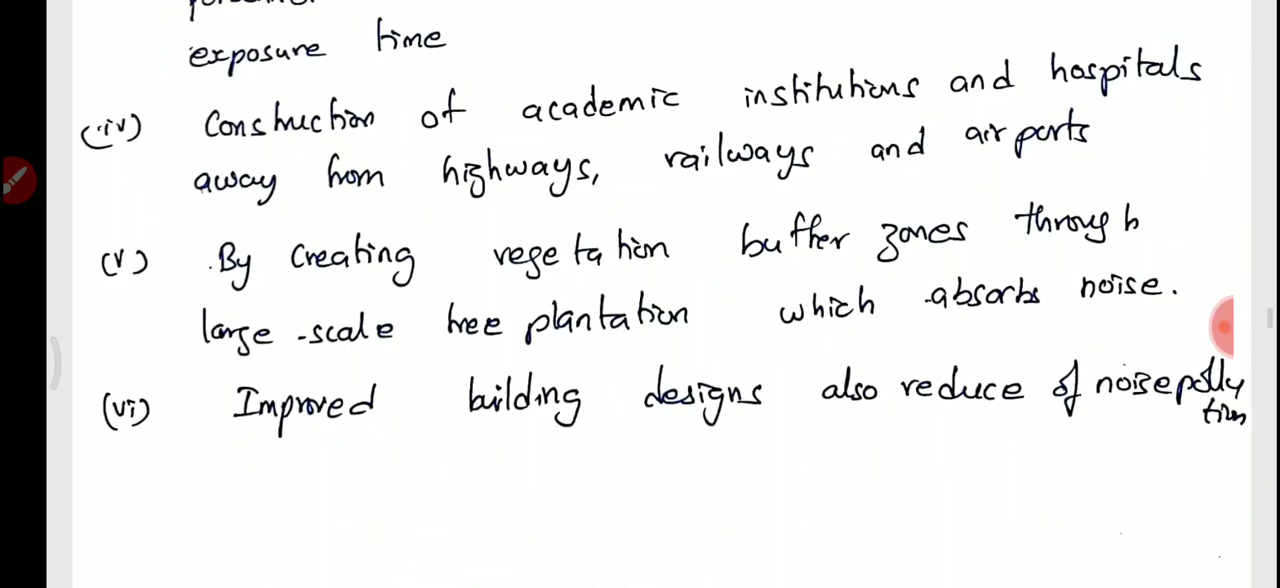 exposure time
(iv) Construction of academic institutions and hospitals
away from highways, railways and airports
(v) .By Creating vegetation buffer zones through
large-scale tree plantation which absorbs noise.
(vi) Improved building designs also reduce of noise pollu
tion